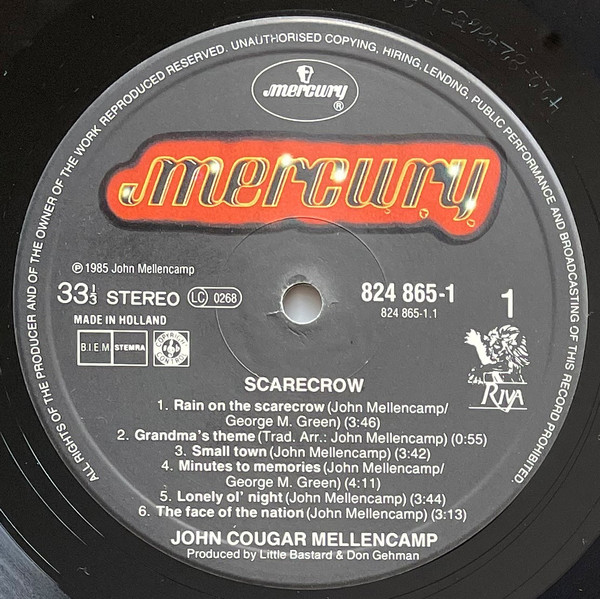 ALL RIGHTS OF THE PRODUCER AND OF THE OWNER OF THE WORK REPRODUCED RESERVED. UNAUTHORISED COPYING, HIRING, LENDING, PUBLIC PERFORMANCE AND BROADCASTING OF THIS RECORD PROHIBITED.
mercury ®
mercury
℗ 1985 John Mellencamp
33⅓ STEREO LC 0268
MADE IN HOLLAND
BIEM STEMRA COPYRIGHT CONTROL
824 865-1
824 865-1.1
1
RIVA
SCARECROW
1. Rain on the scarecrow (John Mellencamp/
George M. Green) (3:46)
2. Grandma's theme (Trad. Arr.: John Mellencamp) (0:55)
3. Small town (John Mellencamp) (3:42)
4. Minutes to memories (John Mellencamp/
George M. Green) (4:11)
5. Lonely ol' night (John Mellencamp) (3:44)
6. The face of the nation (John Mellencamp) (3:13)
JOHN COUGAR MELLENCAMP
Produced by Little Bastard & Don Gehman